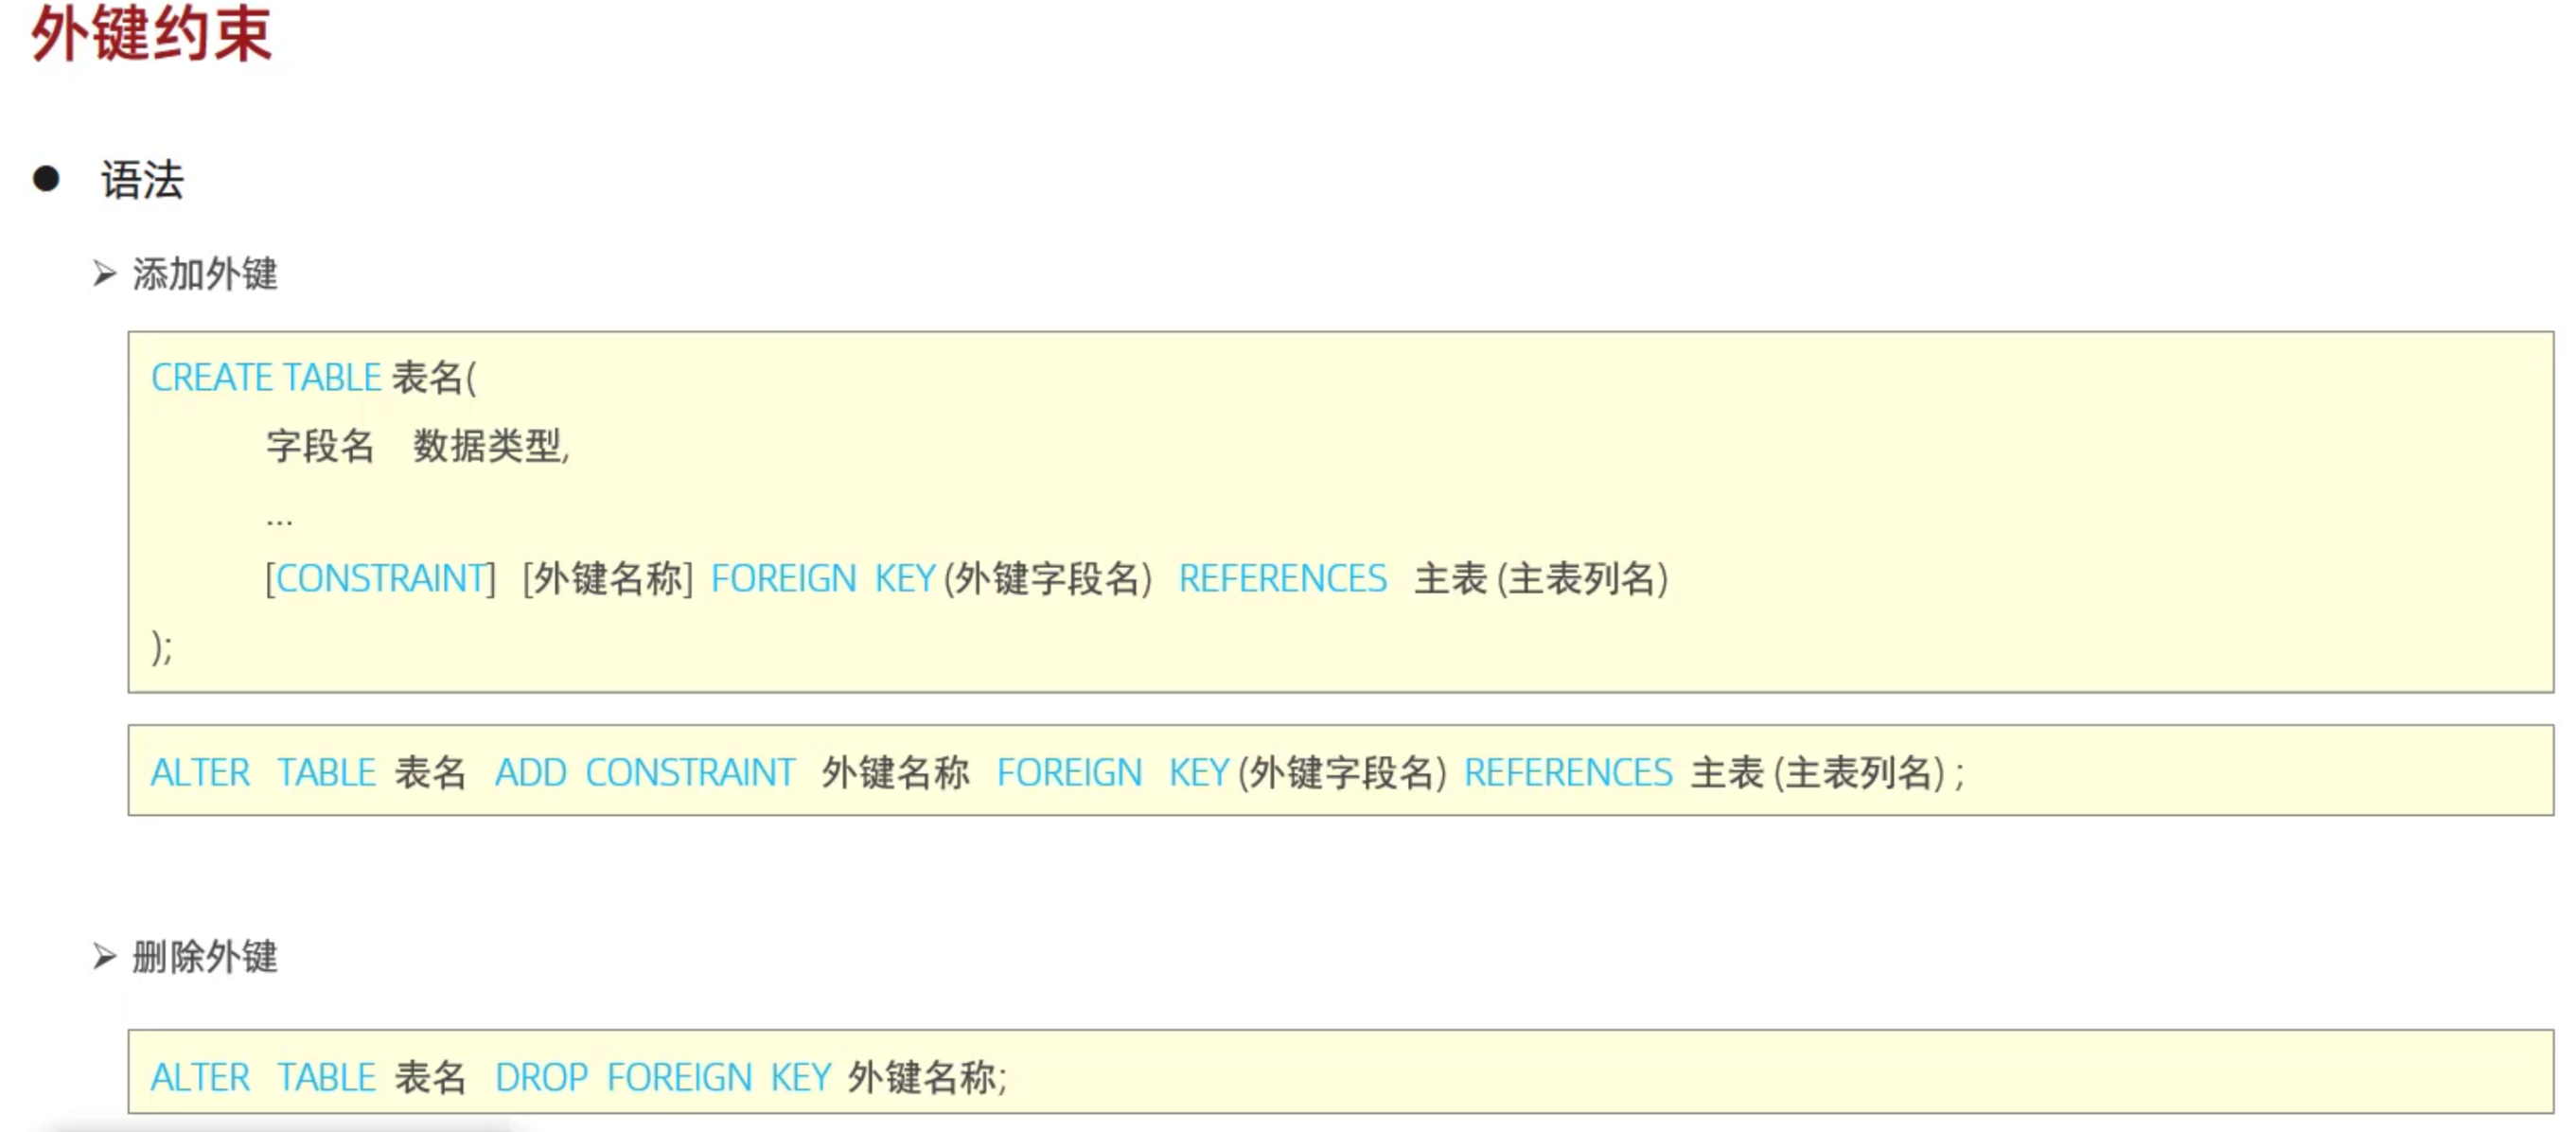 外键约束
● 语法
➢ 添加外键
CREATE TABLE 表名(
字段名 数据类型,
...
[CONSTRAINT] [外键名称] FOREIGN KEY (外键字段名) REFERENCES 主表 (主表列名)
);
ALTER TABLE 表名 ADD CONSTRAINT 外键名称 FOREIGN KEY (外键字段名) REFERENCES 主表 (主表列名) ;
➢ 删除外键
ALTER TABLE 表名 DROP FOREIGN KEY 外键名称;